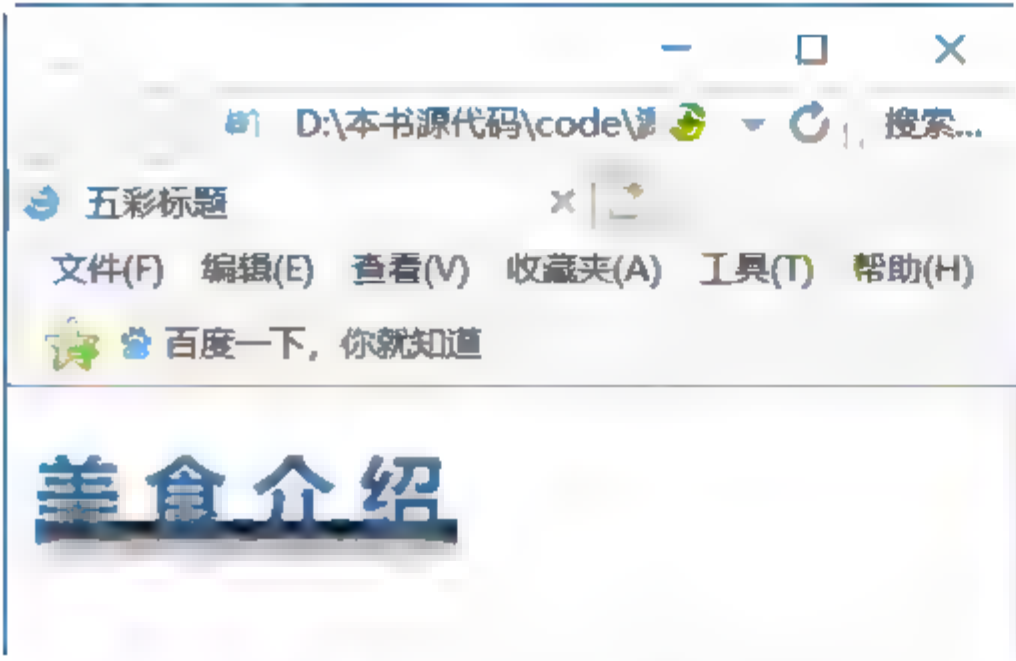 D:\本书源代码\code\ 搜索...
五彩标题
文件(F) 编辑(E) 查看(V) 收藏夹(A) 工具(T) 帮助(H)
百度一下，你就知道
美食介绍